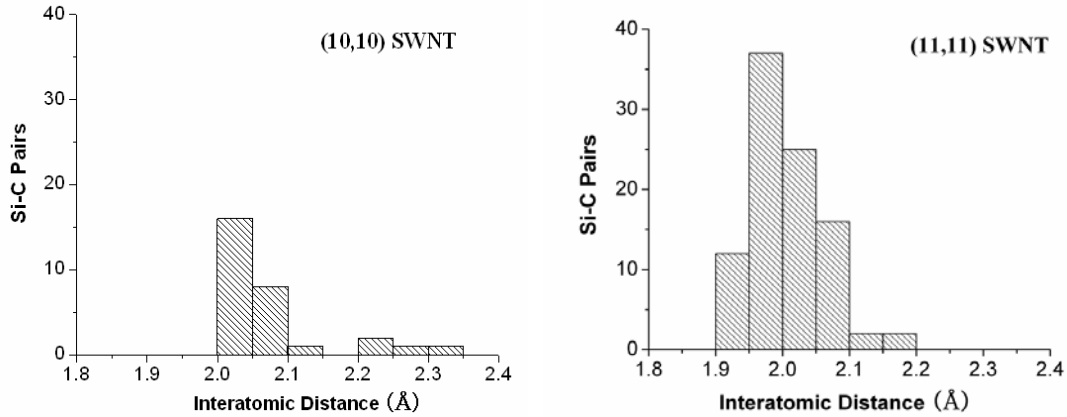 40
(10,10) SWNT
30
Si-C Pairs
20
10
0
1.8 1.9 2.0 2.1 2.2 2.3 2.4
Interatomic Distance (Å)
40
(11,11) SWNT
30
Si-C Pairs
20
10
0
1.8 1.9 2.0 2.1 2.2 2.3 2.4
Interatomic Distance (Å)